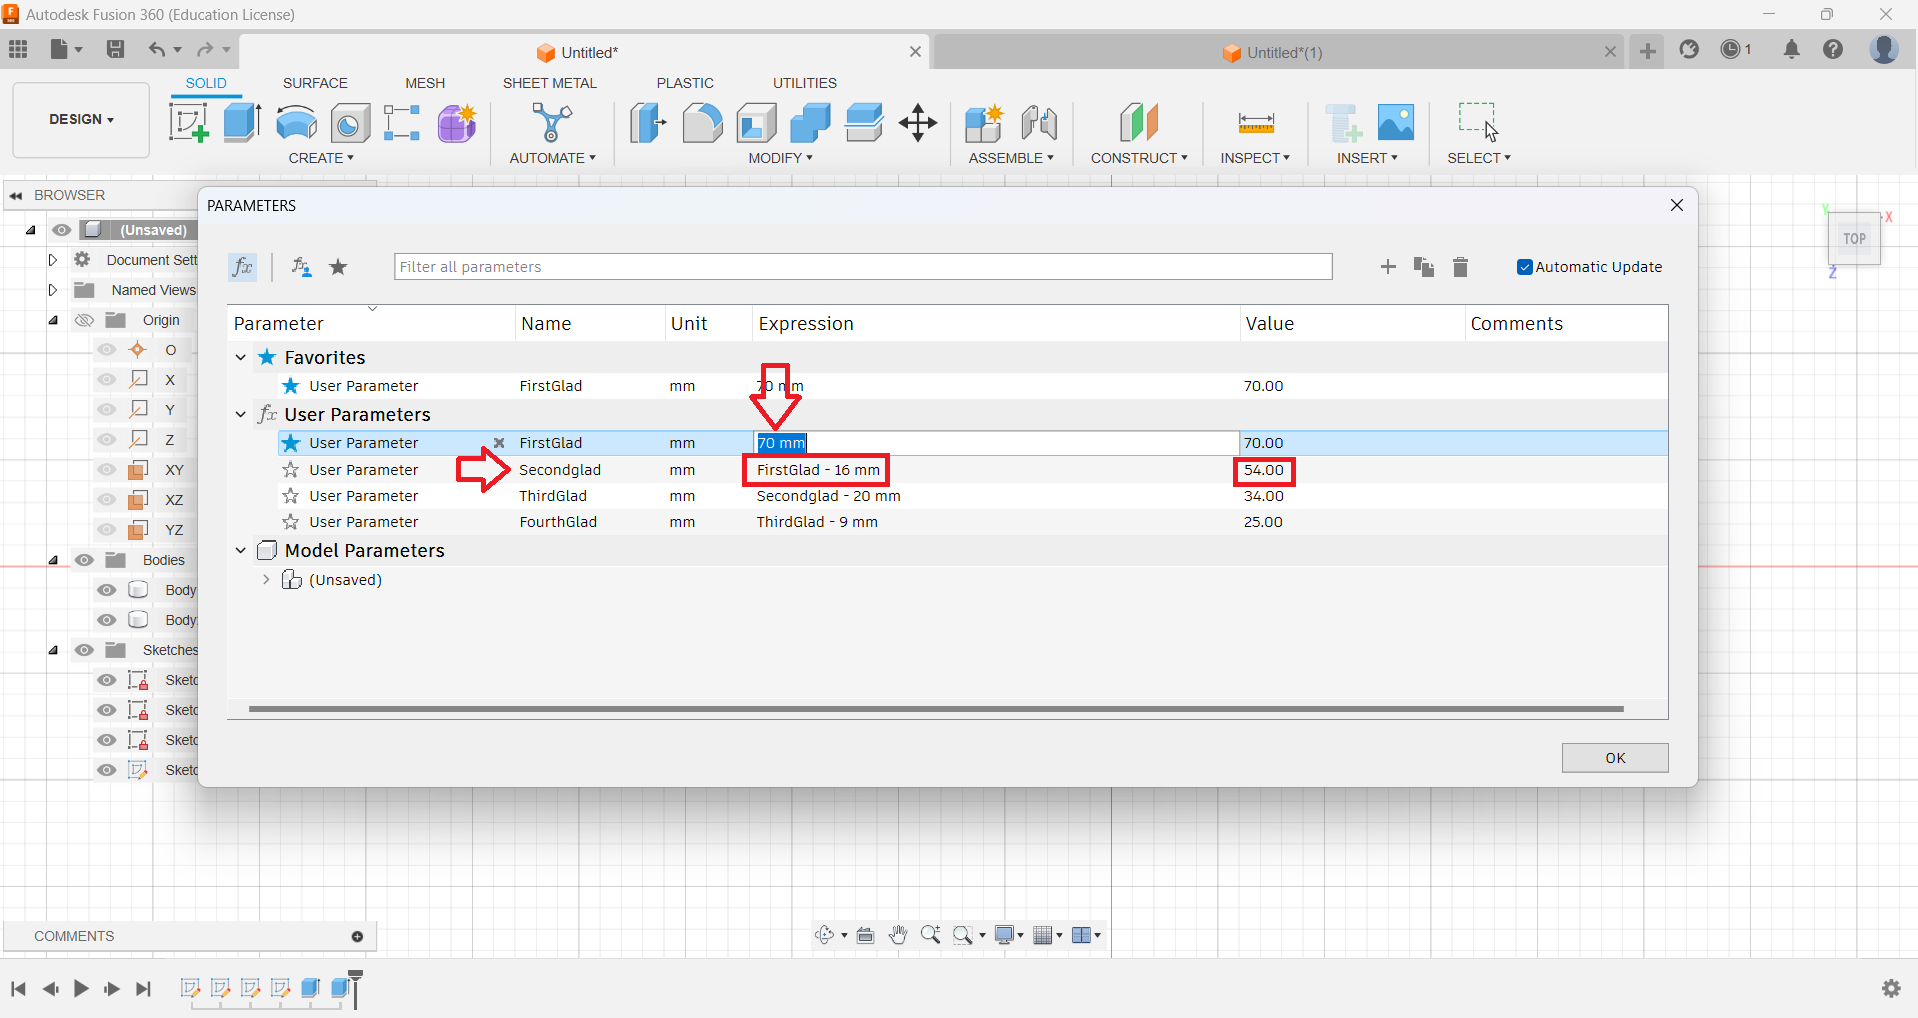 Autodesk Fusion 360 (Education License)
Untitled*
Untitled*(1)
1
SOLID SURFACE MESH SHEET METAL PLASTIC UTILITIES
DESIGN
CREATE AUTOMATE MODIFY ASSEMBLE CONSTRUCT INSPECT INSERT SELECT
BROWSER
(Unsaved)
Document Sett
Named Views
Origin
O
X
Y
Z
XY
XZ
YZ
Bodies
Body
Body
Sketches
Sketc
Sketc
Sketc
Sketc
PARAMETERS
fx
Filter all parameters
Automatic Update
Parameter Name Unit Expression Value Comments
Favorites
User Parameter FirstGlad mm 70 mm 70.00
fx User Parameters
User Parameter FirstGlad mm 70 mm 70.00
User Parameter Secondglad mm FirstGlad - 16 mm 54.00
User Parameter ThirdGlad mm Secondglad - 20 mm 34.00
User Parameter FourthGlad mm ThirdGlad - 9 mm 25.00
Model Parameters
(Unsaved)
OK
Y
X
TOP
Z
COMMENTS